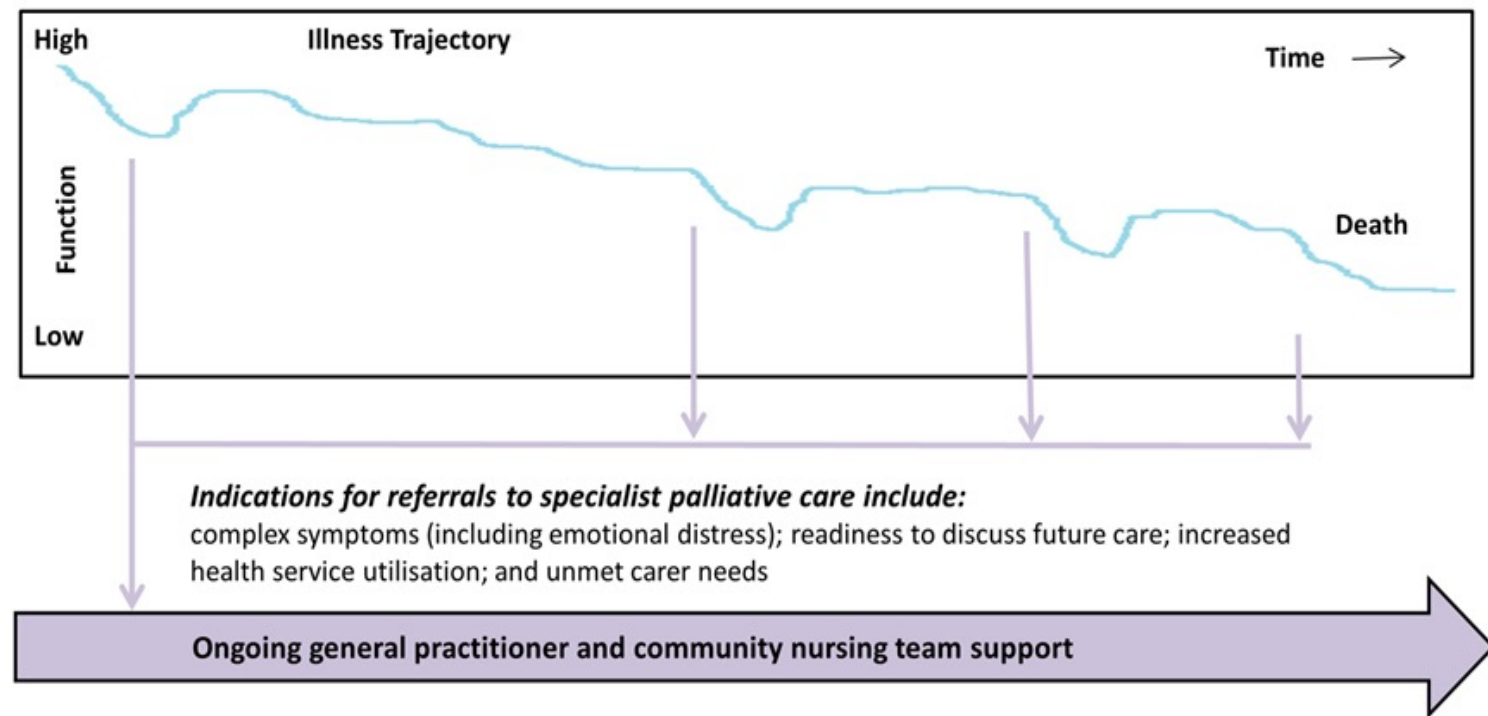 High
Illness Trajectory
Time
Function
Death
Low
Indications for referrals to specialist palliative care include:
complex symptoms (including emotional distress); readiness to discuss future care; increased
health service utilisation; and unmet carer needs
Ongoing general practitioner and community nursing team support